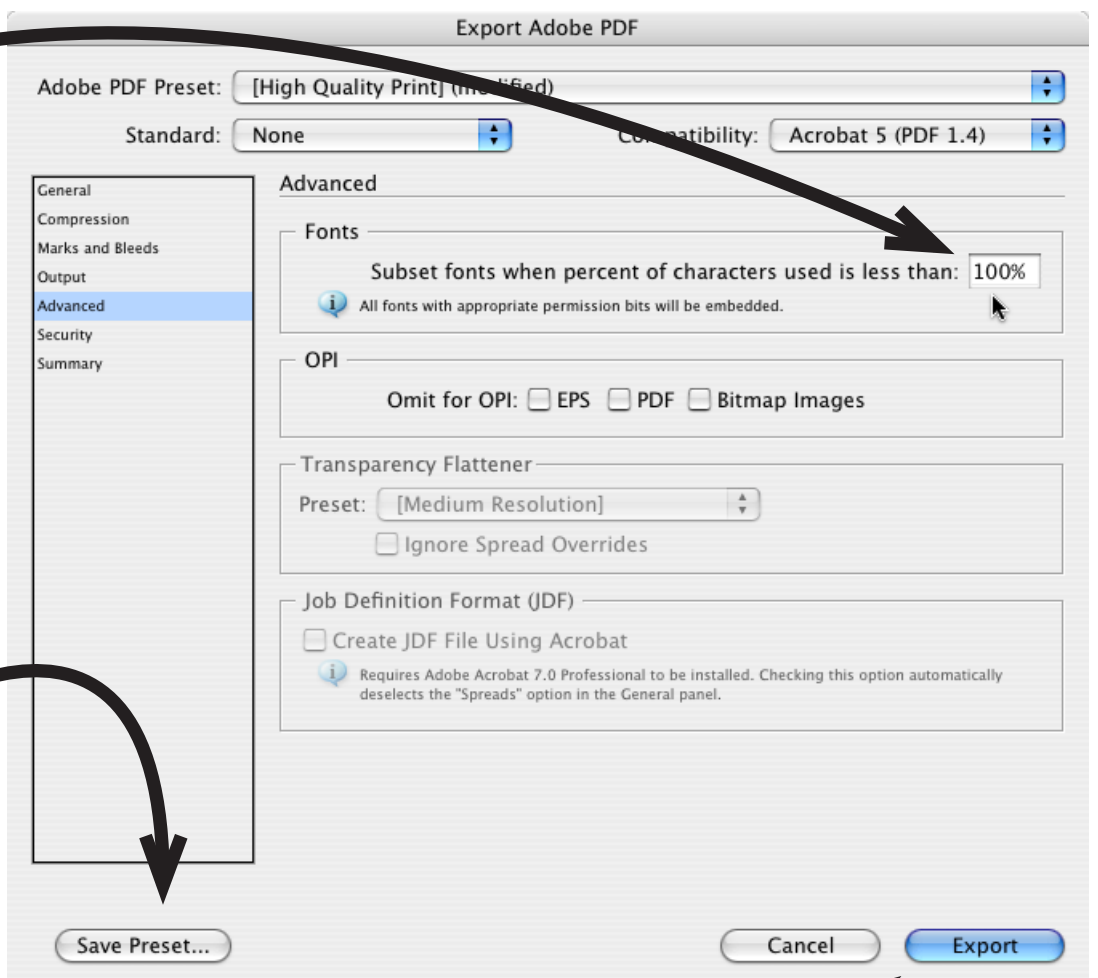 Export Adobe PDF
Adobe PDF Preset: [High Quality Print] (modified)
Standard: None Compatibility: Acrobat 5 (PDF 1.4)
General
Compression
Marks and Bleeds
Output
Advanced
Security
Summary
Advanced
Fonts
Subset fonts when percent of characters used is less than: 100%
All fonts with appropriate permission bits will be embedded.
OPI
Omit for OPI: EPS PDF Bitmap Images
Transparency Flattener
Preset: [Medium Resolution]
Ignore Spread Overrides
Job Definition Format (JDF)
Create JDF File Using Acrobat
Requires Adobe Acrobat 7.0 Professional to be installed. Checking this option automatically
deselects the "Spreads" option in the General panel.
Save Preset... Cancel Export